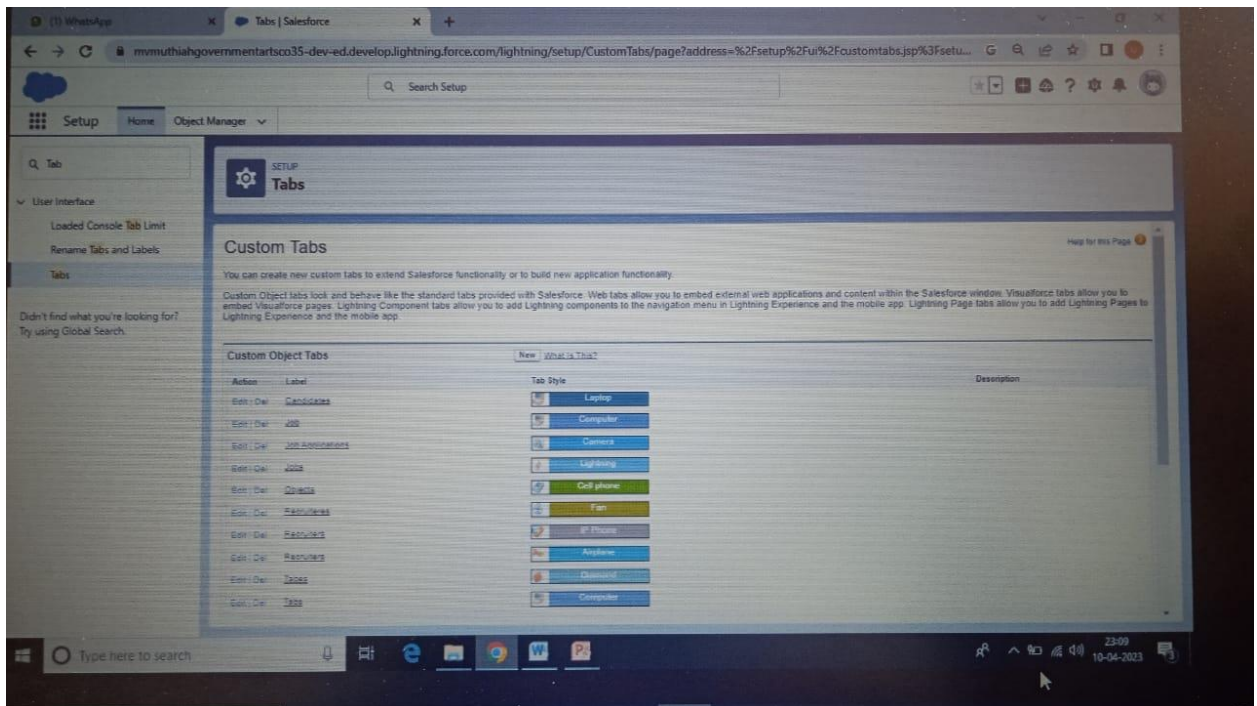 (1) WhatsApp
Tabs | Salesforce
mvmuthiahgovernmentartsco35-dev-ed.develop.lightning.force.com/lightning/setup/CustomTabs/page?address=%2Fsetup%2Fui%2Fcustomtabs.jsp%3Fsetu...
Search Setup
Setup Home Object Manager
Tab
User Interface
Loaded Console Tab Limit
Rename Tabs and Labels
Tabs
Didn't find what you're looking for?
Try using Global Search.
SETUP
Tabs
Custom Tabs
Help for this Page
You can create new custom tabs to extend Salesforce functionality or to build new application functionality.
Custom Object tabs look and behave like the standard tabs provided with Salesforce. Web tabs allow you to embed external web applications and content within the Salesforce window. Visualforce tabs allow you to
embed Visualforce pages. Lightning Component tabs allow you to add Lightning components to the navigation menu in Lightning Experience and the mobile app. Lightning Page tabs allow you to add Lightning Pages to
Lightning Experience and the mobile app.
Custom Object Tabs New What Is This?
Action Label Tab Style Description
Edit | Del Candidates Laptop
Edit | Del Job Computer
Edit | Del Job Applications Camera
Edit | Del Jobs Lightning
Edit | Del Objects Cell phone
Edit | Del Recruiteres Fan
Edit | Del Recruiters IP Phone
Edit | Del Recruiters Airplane
Edit | Del Tabes Diamond
Edit | Del Tabs Computer
Type here to search
23:09
10-04-2023